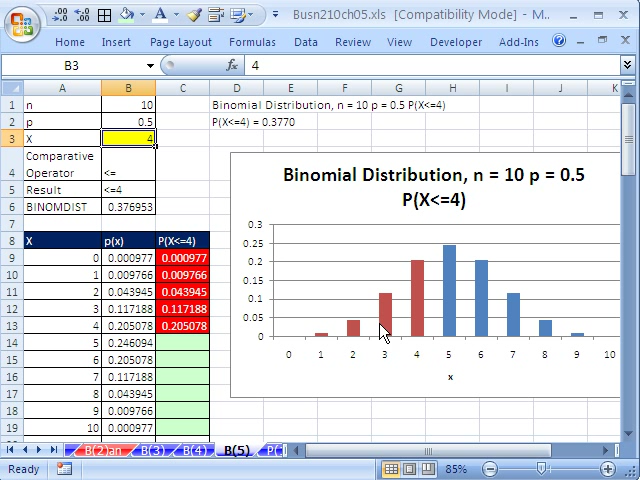 Busn210ch05.xls [Compatibility Mode] - M...
Home Insert Page Layout Formulas Data Review View Developer Add-Ins
B3 fx 4
A B C D E F G H I J K
1 n 10 Binomial Distribution, n = 10 p = 0.5 P(X<=4)
2 p 0.5 P(X<=4) = 0.3770
3 X 4
Comparative
4 Operator <=
5 Result <=4
6 BINOMDIST 0.376953
7
8 X p(x) P(X<=4)
9 0 0.000977 0.000977
10 1 0.009766 0.009766
11 2 0.043945 0.043945
12 3 0.117188 0.117188
13 4 0.205078 0.205078
14 5 0.246094
15 6 0.205078
16 7 0.117188
17 8 0.043945
18 9 0.009766
19 10 0.000977
Binomial Distribution, n = 10 p = 0.5
P(X<=4)
0.3
0.25
0.2
0.15
0.1
0.05
0
0 1 2 3 4 5 6 7 8 9 10
x
B(2)an B(3) B(4) B(5) P(
Ready 85%